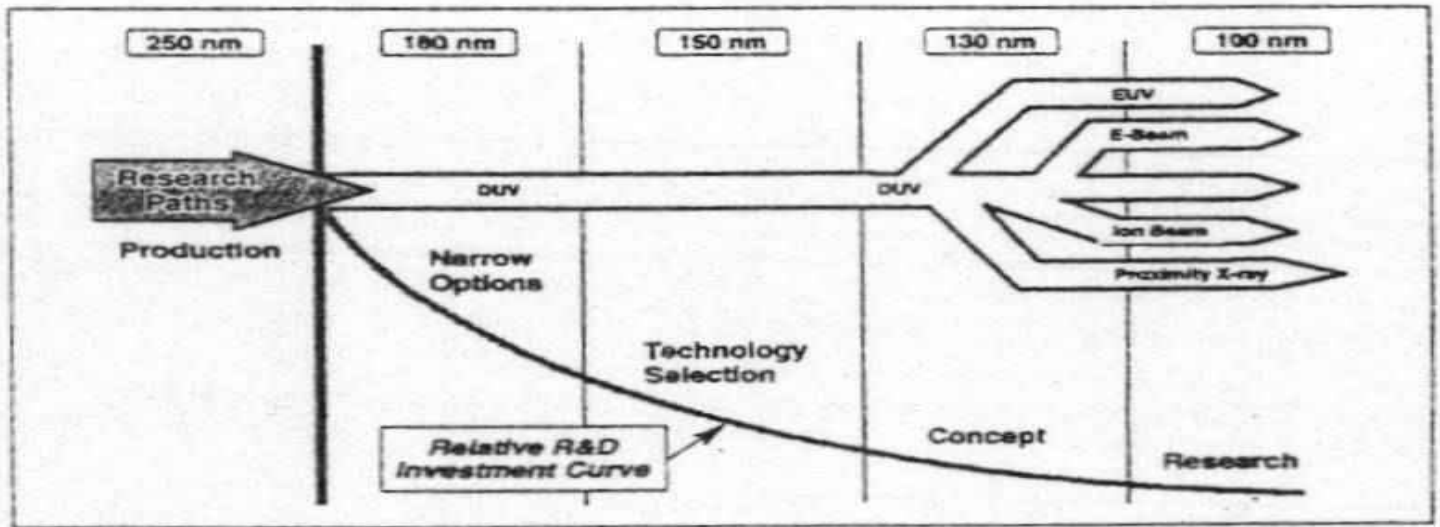 250 nm
180 nm
150 nm
130 nm
100 nm
EUV
E-Beam
Research
Paths
DUV
DUV
Ion Beam
Production
Proximity X-ray
Narrow
Options
Technology
Selection
Relative R&D
Investment Curve
Concept
Research